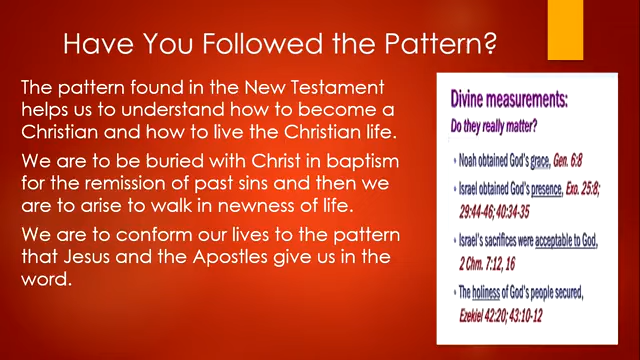 Have You Followed the Pattern?
The pattern found in the New Testament
helps us to understand how to become a
Christian and how to live the Christian life.
We are to be buried with Christ in baptism
for the remission of past sins and then we
are to arise to walk in newness of life.
We are to conform our lives to the pattern
that Jesus and the Apostles give us in the
word.
Divine measurements:
Do they really matter?
• Noah obtained God's grace, Gen. 6:8
• Israel obtained God's presence, Exo. 25:8;
29:44-46; 40:34-35
• Israel's sacrifices were acceptable to God,
2 Chm. 7:12, 16
• The holiness of God's people secured,
Ezekiel 42:20; 43:10-12